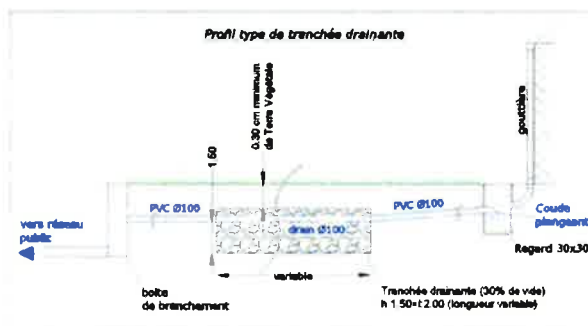 Profil type de tranchée drainante
0.30 cm minimum
de Terre Végétale
1.60
gouttière
PVC Ø100
PVC Ø100
vers réseau
public
drain Ø100
Coude
plongeant
Regard 30x30
variable
boîte
de branchement
Tranchée drainante (30% de vide)
h 1.50*l 2.00 (longueur variable)